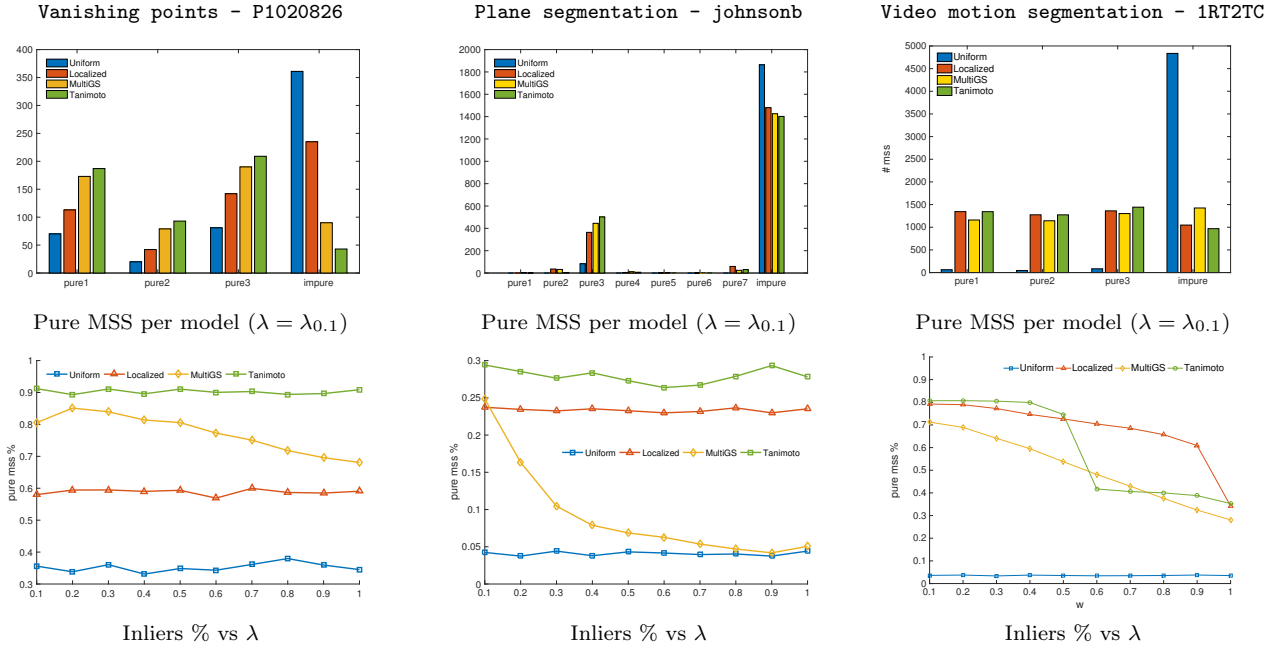 Vanishing points - P1020826
400
350
300
250
200
150
100
50
0
Uniform
Localized
MultiGS
Tanimoto
pure1 pure2 pure3 impure
Pure MSS per model (λ = λ0.1)
Plane segmentation - johnsonb
2000
1800
1600
1400
1200
1000
800
600
400
200
0
Uniform
Localized
MultiGS
Tanimoto
pure1 pure2 pure3 pure4 pure5 pure6 pure7 impure
Pure MSS per model (λ = λ0.1)
Video motion segmentation - 1RT2TC
# mss
5000
4500
4000
3500
3000
2500
2000
1500
1000
500
0
Uniform
Localized
MultiGS
Tanimoto
pure1 pure2 pure3 impure
Pure MSS per model (λ = λ0.1)
pure mss %
1
0.9
0.8
0.7
0.6
0.5
0.4
0.3
Uniform Localized MultiGS Tanimoto
0.1 0.2 0.3 0.4 0.5 0.6 0.7 0.8 0.9 1
Inliers % vs λ
pure mss %
0.3
0.25
0.2
0.15
0.1
0.05
0
Uniform Localized MultiGS Tanimoto
0.1 0.2 0.3 0.4 0.5 0.6 0.7 0.8 0.9 1
Inliers % vs λ
pure mss %
1
0.9
0.8
0.7
0.6
0.5
0.4
0.3
0.2
0.1
0
Uniform Localized MultiGS Tanimoto
0.1 0.2 0.3 0.4 0.5 0.6 0.7 0.8 0.9 1
w
Inliers % vs λ